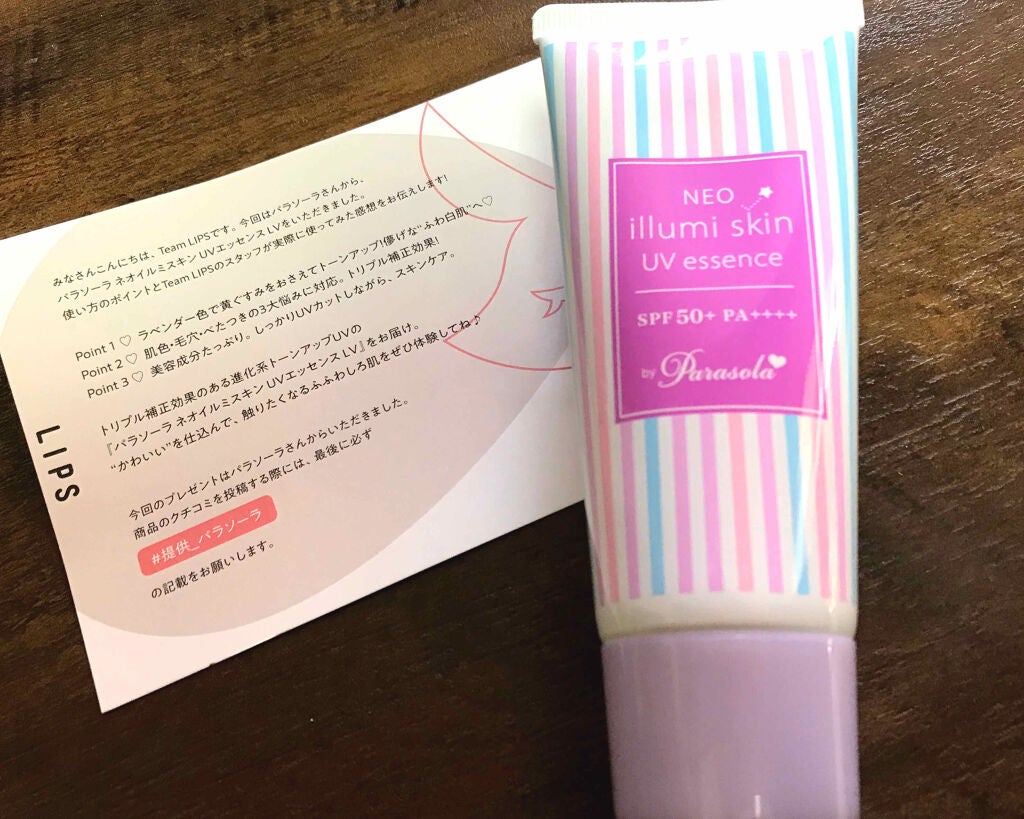 みなさんこんにちは、Team LIPSです。今回はパラソーラさんから、
パラソーラ ネオイルミスキン UVエッセンス LVをいただきました。
使い方のポイントとTeam LIPSのスタッフが実際に使ってみた感想をお伝えします!
Point 1 ♡ ラベンダー色で黄ぐすみをおさえてトーンアップ!儚げな“ふわ白肌”へ♡
Point 2 ♡ 肌色・毛穴・べたつきの3大悩みに対応。トリプル補正効果!
Point 3 ♡ 美容成分たっぷり。しっかりUVカットしながら、スキンケア。
トリプル補正効果のある進化系トーンアップUVの
『パラソーラ ネオイルミスキン UVエッセンス LV』をお届け。
“かわいい”を仕込んで、触りたくなるふふわしろ肌をぜひ体験してね♪
今回のプレゼントはパラソーラさんからいただきました。
商品のクチコミを投稿する際には、最後に必ず
#提供_パラソーラ
の記載をお願いします。
LIPS
NEO
illumi skin
UV essence
SPF50+ PA++++
by Parasola